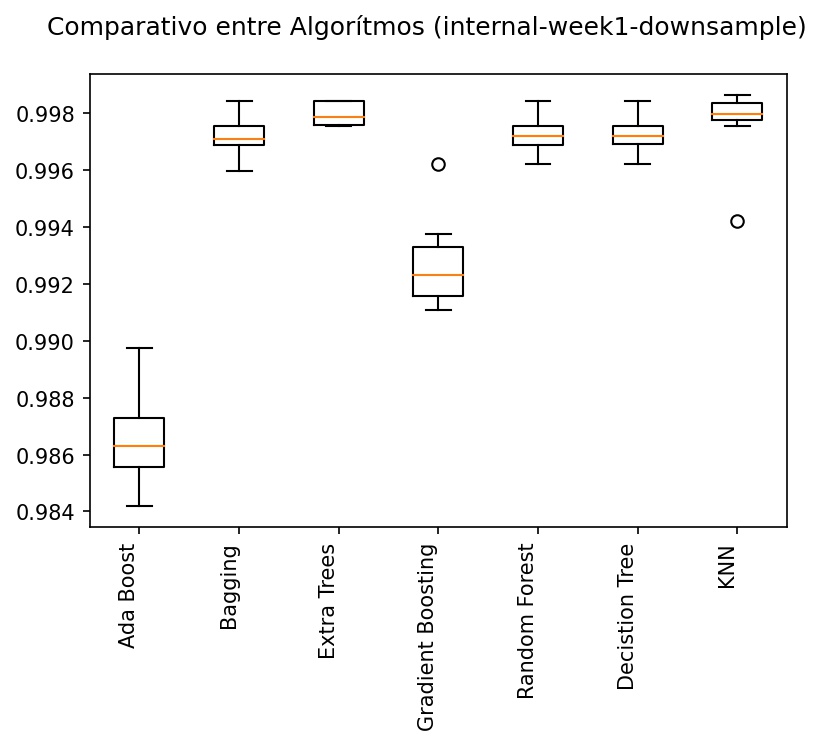 Comparativo entre Algorítmos (internal-week1-downsample)
0.998
0.996
0.994
0.992
0.990
0.988
0.986
0.984
Ada Boost
Bagging
Extra Trees
Gradient Boosting
Random Forest
Decistion Tree
KNN